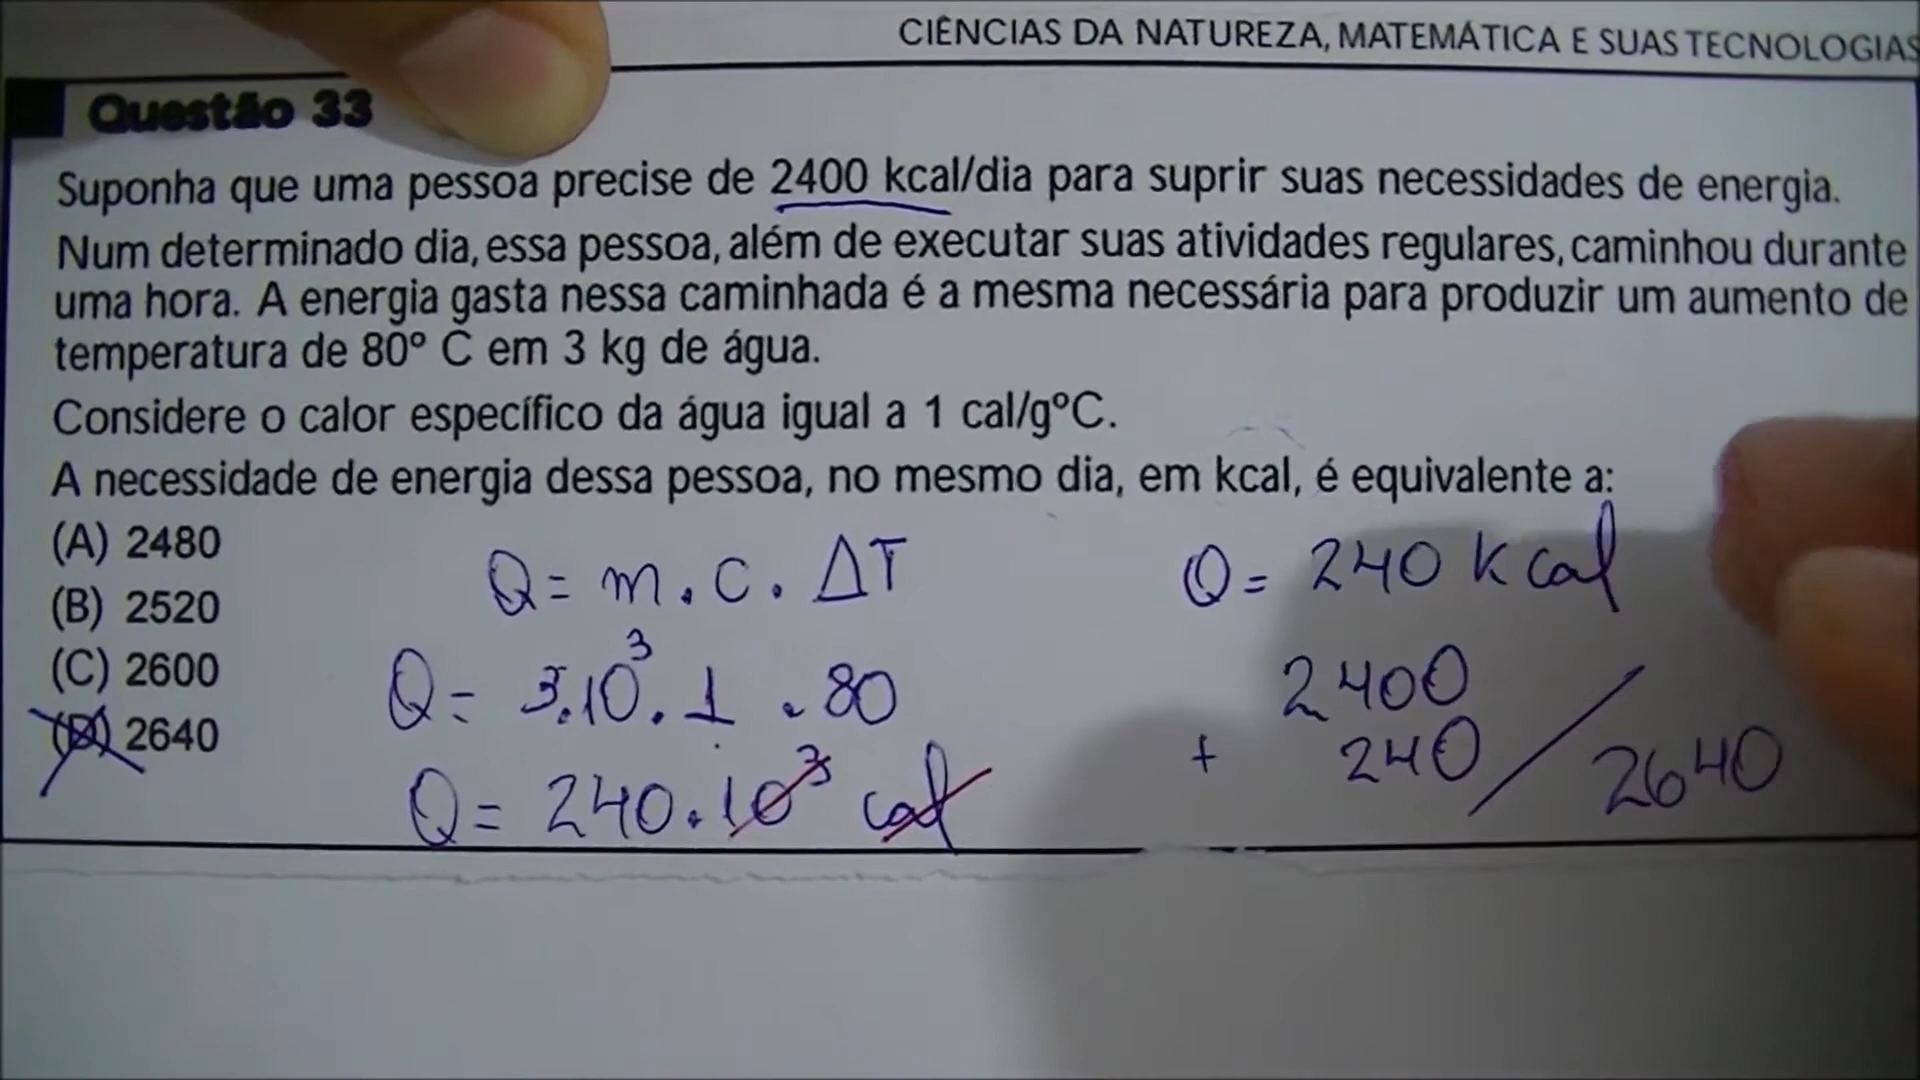 CIÊNCIAS DA NATUREZA, MATEMÁTICA E SUAS TECNOLOGIAS
Questão 33
Suponha que uma pessoa precise de 2400 kcal/dia para suprir suas necessidades de energia.
Num determinado dia, essa pessoa, além de executar suas atividades regulares, caminhou durante
uma hora. A energia gasta nessa caminhada é a mesma necessária para produzir um aumento de
temperatura de 80º C em 3 kg de água.
Considere o calor específico da água igual a 1 cal/gºC.
A necessidade de energia dessa pessoa, no mesmo dia, em kcal, é equivalente a:
(A) 2480
(B) 2520
(C) 2600
(D) 2640
Q = m . c . ΔT
Q = 3.10³ . 1 . 80
Q = 240.10³ cal
Q = 240 kcal
2400
+ 240 / 2640